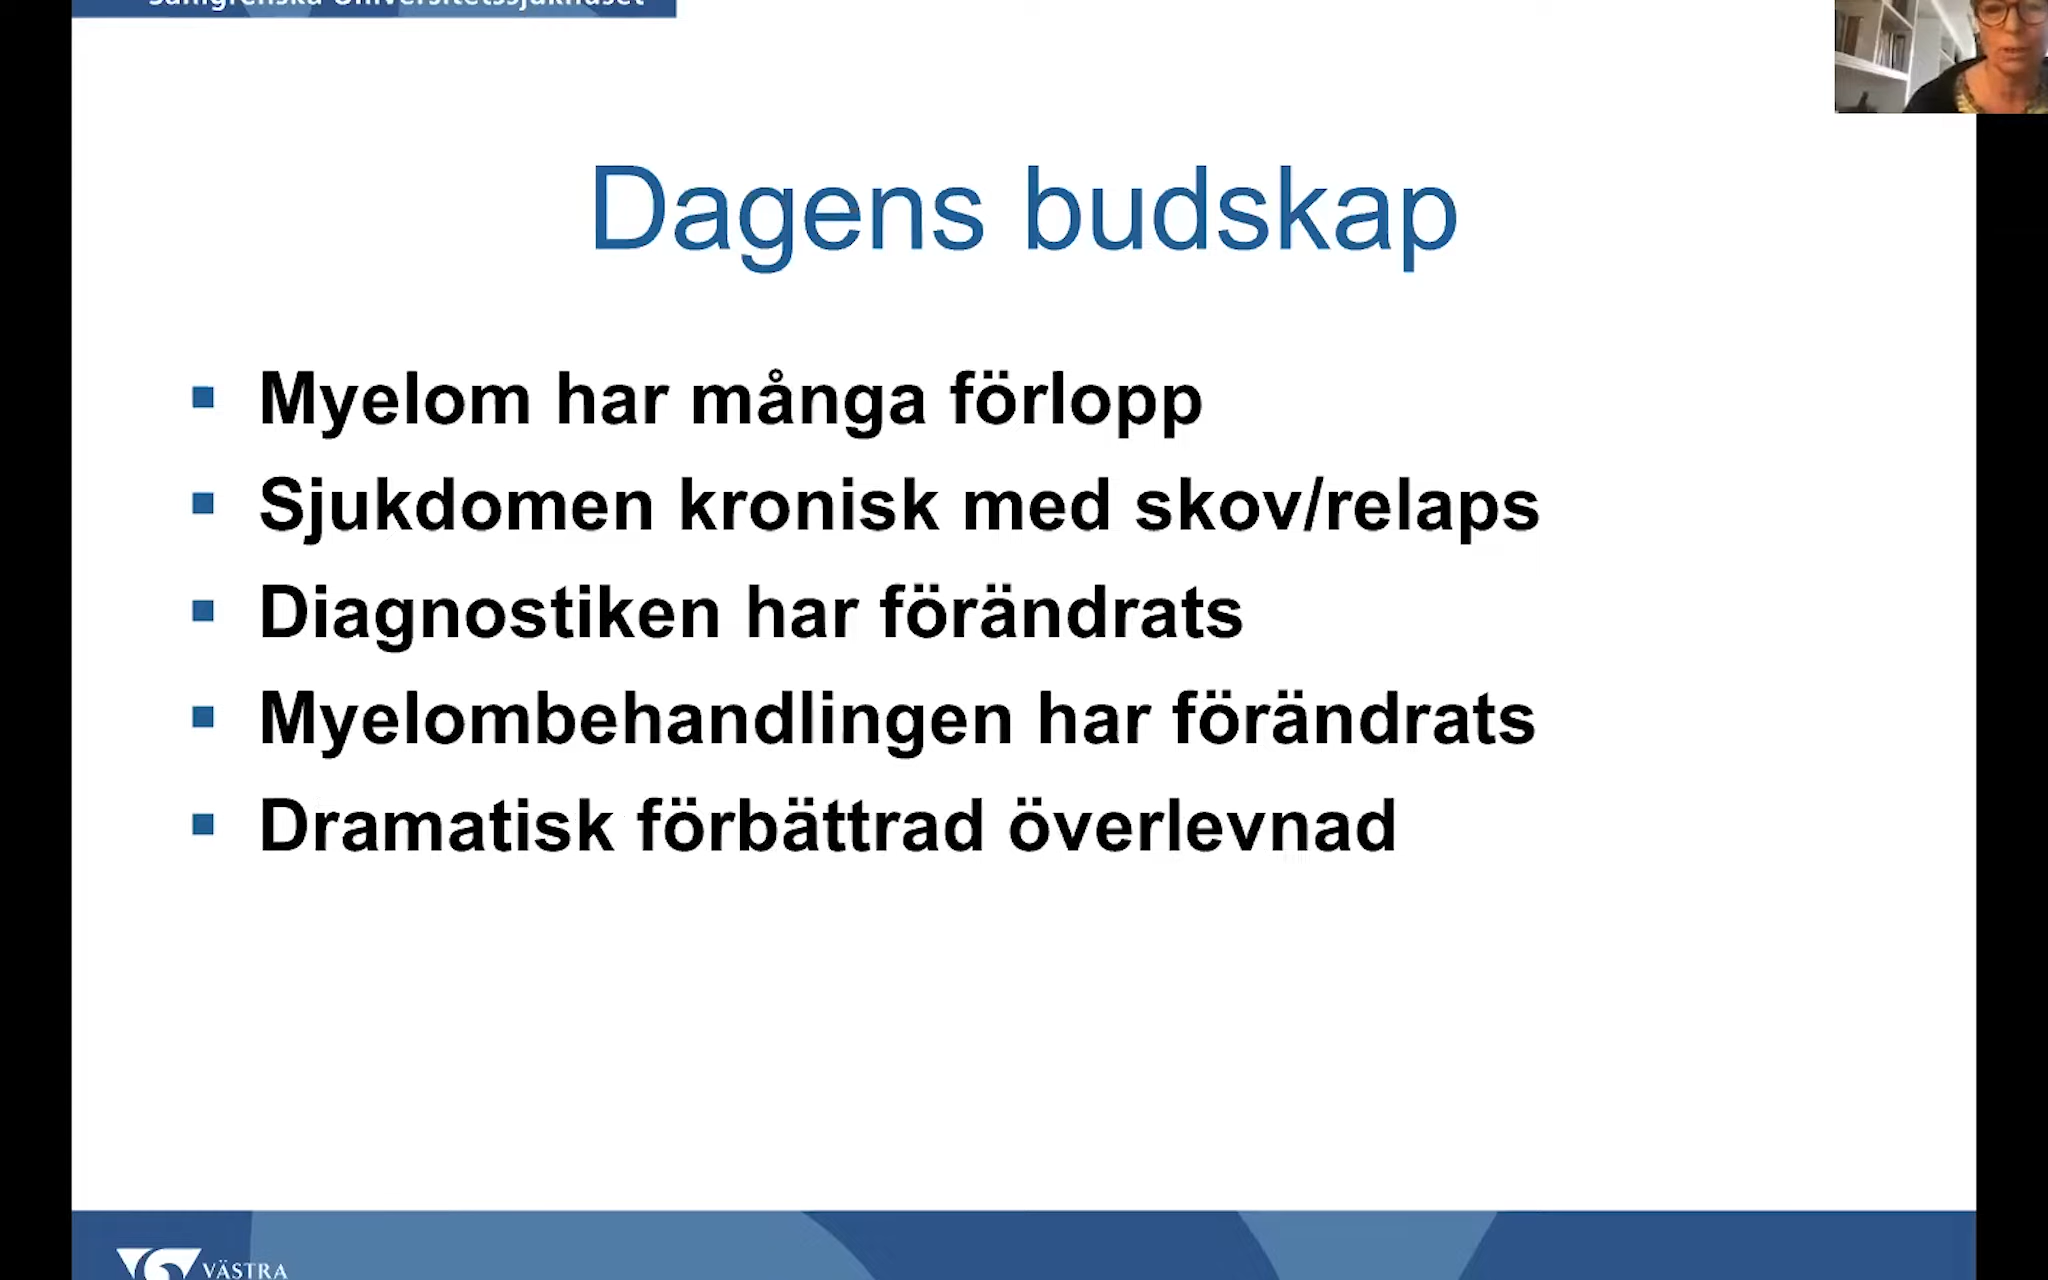 Sahlgrenska Universitetssjukhuset
Dagens budskap
Myelom har många förlopp
Sjukdomen kronisk med skov/relaps
Diagnostiken har förändrats
Myelombehandlingen har förändrats
Dramatisk förbättrad överlevnad
VÄSTRA